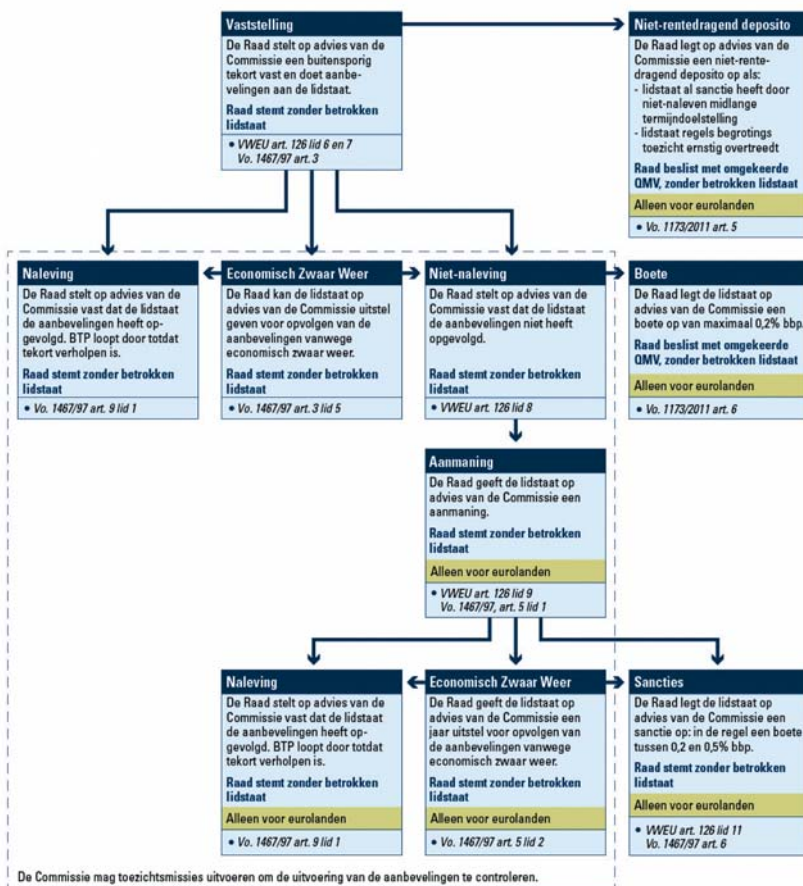 Vaststelling
De Raad stelt op advies van de
Commissie een buitensporig
tekort vast en doet aanbe-
velingen aan de lidstaat.
Raad stemt zonder betrokken
lidstaat
• VWEU art. 126 lid 6 en 7
Vo. 1467/97 art. 3
Niet-rentedragend deposito
De Raad legt op advies van de
Commissie een niet-rente-
dragend deposito op als:
- lidstaat al sanctie heeft door
niet-naleven midlange
termijndoelstelling
- lidstaat regels begrotings
toezicht ernstig overtreedt
Raad beslist met omgekeerde
QMV, zonder betrokken lidstaat
Alleen voor eurolanden
• Vo. 1173/2011 art. 5
Naleving
De Raad stelt op advies van de
Commissie vast dat de lidstaat
de aanbevelingen heeft op-
gevolgd. BTP loopt door totdat
tekort verholpen is.
Raad stemt zonder betrokken
lidstaat
• Vo. 1467/97 art. 9 lid 1
Economisch Zwaar Weer
De Raad kan de lidstaat op
advies van de Commissie uitstel
geven voor opvolgen van de
aanbevelingen vanwege
economisch zwaar weer.
Raad stemt zonder betrokken
lidstaat
• Vo. 1467/97 art. 3 lid 5
Niet-naleving
De Raad stelt op advies van de
Commissie vast dat de lidstaat
de aanbevelingen niet heeft
opgevolgd.
Raad stemt zonder betrokken
lidstaat
• VWEU art. 126 lid 8
Boete
De Raad legt de lidstaat op
advies van de Commissie een
boete op van maximaal 0,2% bbp.
Raad beslist met omgekeerde
QMV, zonder betrokken lidstaat
Alleen voor eurolanden
• Vo. 1173/2011 art. 6
Aanmaning
De Raad geeft de lidstaat op
advies van de Commissie een
aanmaning.
Raad stemt zonder betrokken
lidstaat
Alleen voor eurolanden
• VWEU art. 126 lid 9
Vo. 1467/97, art. 5 lid 1
Naleving
De Raad stelt op advies van de
Commissie vast dat de lidstaat
de aanbevelingen heeft op-
gevolgd. BTP loopt door totdat
tekort verholpen is.
Raad stemt zonder betrokken
lidstaat
Alleen voor eurolanden
• Vo. 1467/97 art. 9 lid 1
Economisch Zwaar Weer
De Raad geeft de lidstaat op
advies van de Commissie een
jaar uitstel voor opvolgen van
de aanbevelingen vanwege
economisch zwaar weer.
Raad stemt zonder betrokken
lidstaat
Alleen voor eurolanden
• Vo. 1467/97 art. 5 lid 2
Sancties
De Raad legt de lidstaat op
advies van de Commissie een
sanctie op: in de regel een boete
tussen 0,2 en 0,5% bbp.
Raad stemt zonder betrokken
lidstaat
Alleen voor eurolanden
• VWEU art. 126 lid 11
Vo. 1467/97 art. 6
De Commissie mag toezichtsmissies uitvoeren om de uitvoering van de aanbevelingen te controleren.